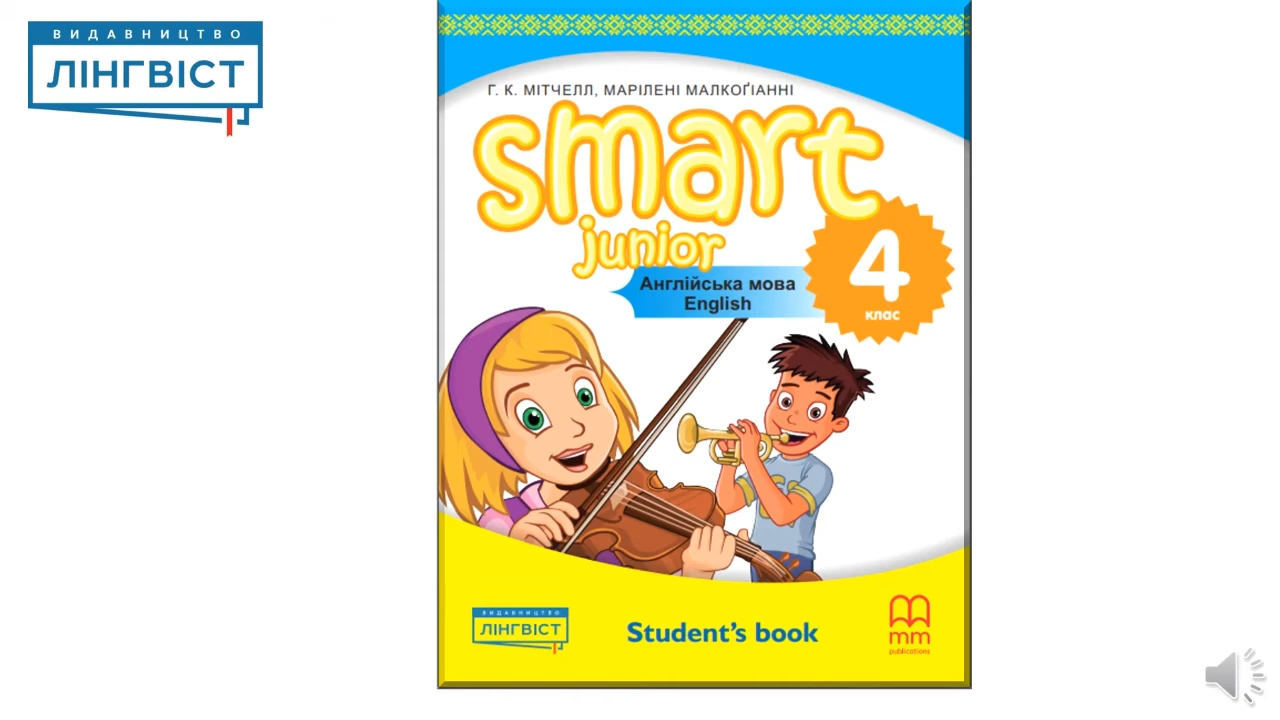 ВИДАВНИЦТВО
ЛІНГВІСТ
Г. К. МІТЧЕЛЛ, МАРІЛЕНІ МАЛКОҐІАННІ
smart
junior
4
клас
Англійська мова
English
ВИДАВНИЦТВО
ЛІНГВІСТ
Student's book
mm
publications